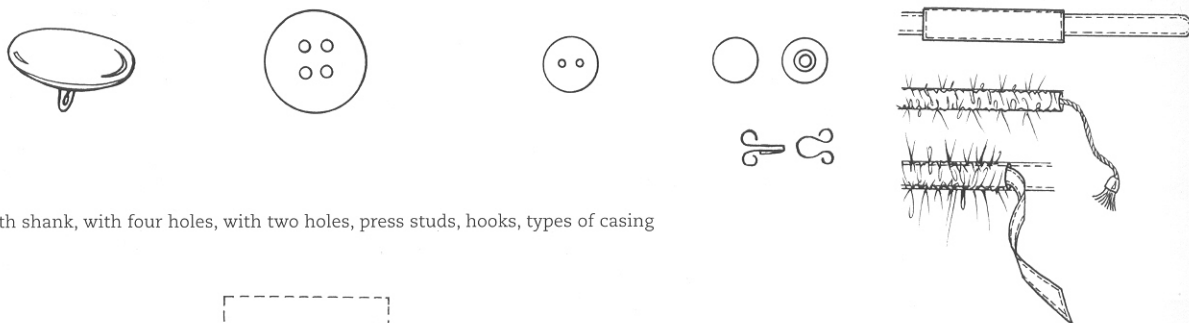 th shank, with four holes, with two holes, press studs, hooks, types of casing